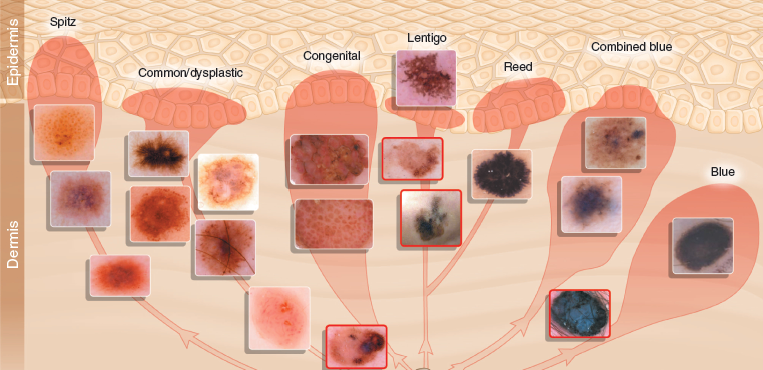 Spitz
Common/dysplastic
Congenital
Lentigo
Reed
Combined blue
Blue
Epidermis
Dermis